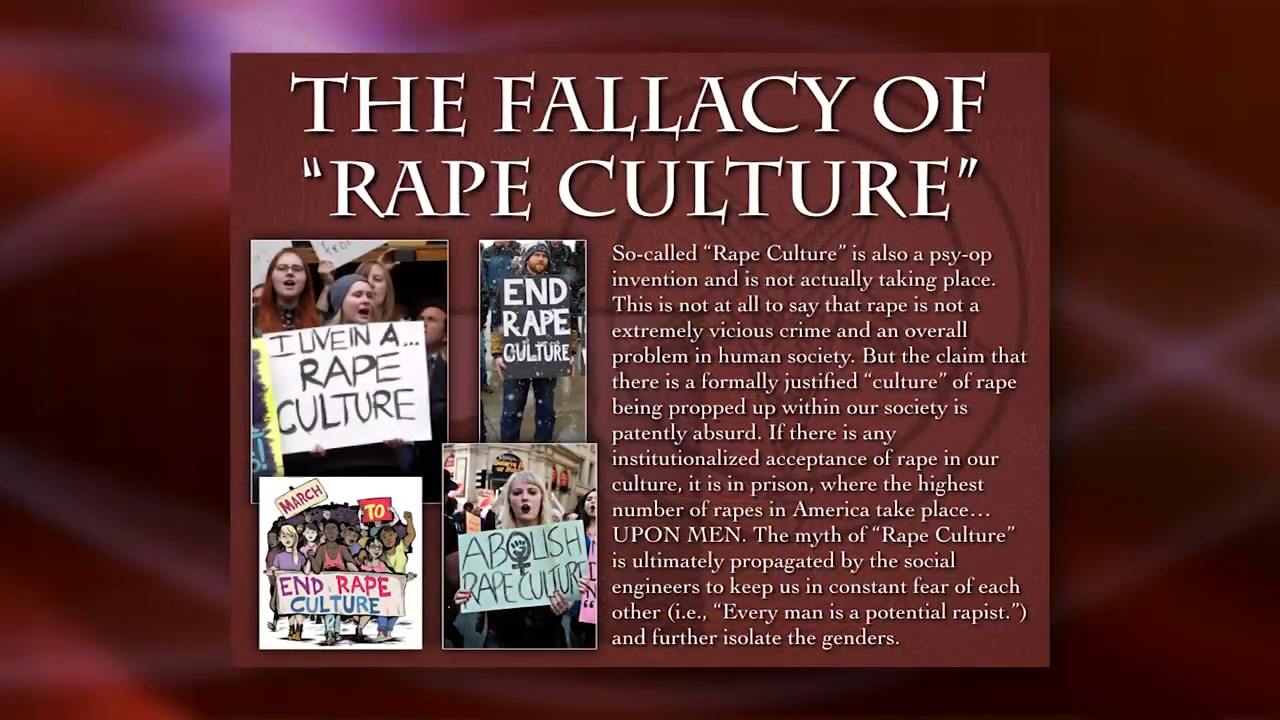 THE FALLACY OF
“RAPE CULTURE”
So-called “Rape Culture” is also a psy-op
invention and is not actually taking place.
This is not at all to say that rape is not a
extremely vicious crime and an overall
problem in human society. But the claim that
there is a formally justified “culture” of rape
being propped up within our society is
patently absurd. If there is any
institutionalized acceptance of rape in our
culture, it is in prison, where the highest
number of rapes in America take place…
UPON MEN. The myth of “Rape Culture”
is ultimately propagated by the social
engineers to keep us in constant fear of each
other (i.e., “Every man is a potential rapist.”)
and further isolate the genders.
I LIVE IN A...
RAPE
CULTURE
END
RAPE
CULTURE
MARCH
TO
END RAPE
CULTURE
ABOLISH
RAPE CULTURE